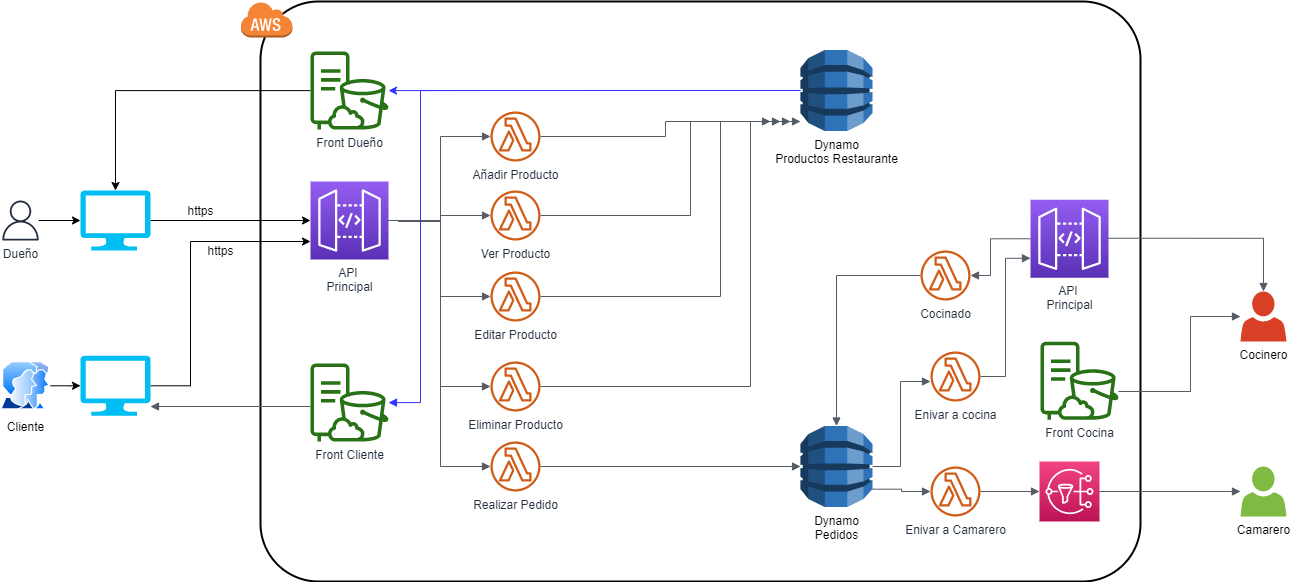 AWS
Front Dueño
Dynamo
Productos Restaurante
Añadir Producto
https
Dueño
Ver Producto
https
API
Principal
API
Principal
Cocinado
Editar Producto
Cocinero
Cliente
Eliminar Producto
Enivar a cocina
Front Cocina
Front Cliente
Realizar Pedido
Dynamo
Pedidos
Enivar a Camarero
Camarero